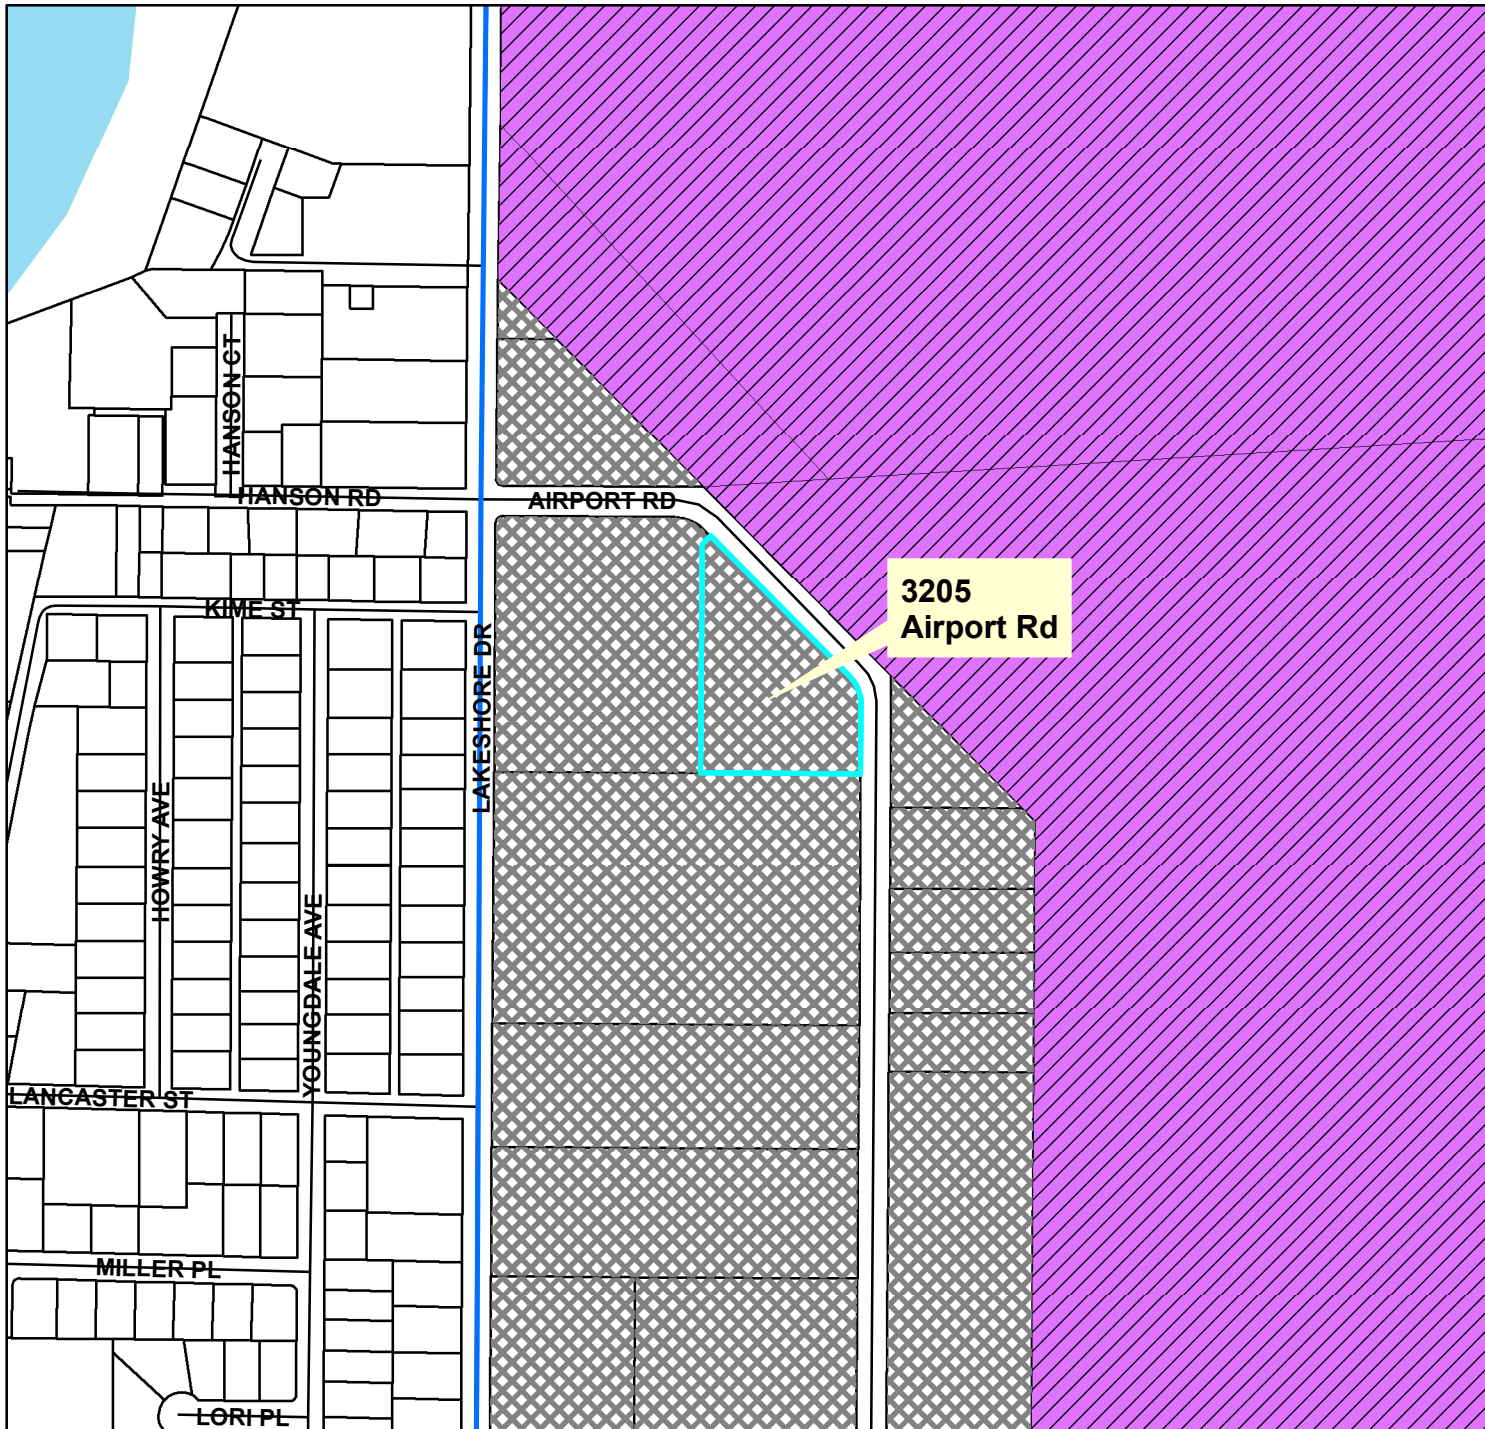 HANSON CT
HANSON RD
AIRPORT RD
3205
Airport Rd
KIME ST
LAKESHORE DR
HOWRY AVE
YOUNGDALE AVE
LANCASTER ST
MILLER PL
LORI PL